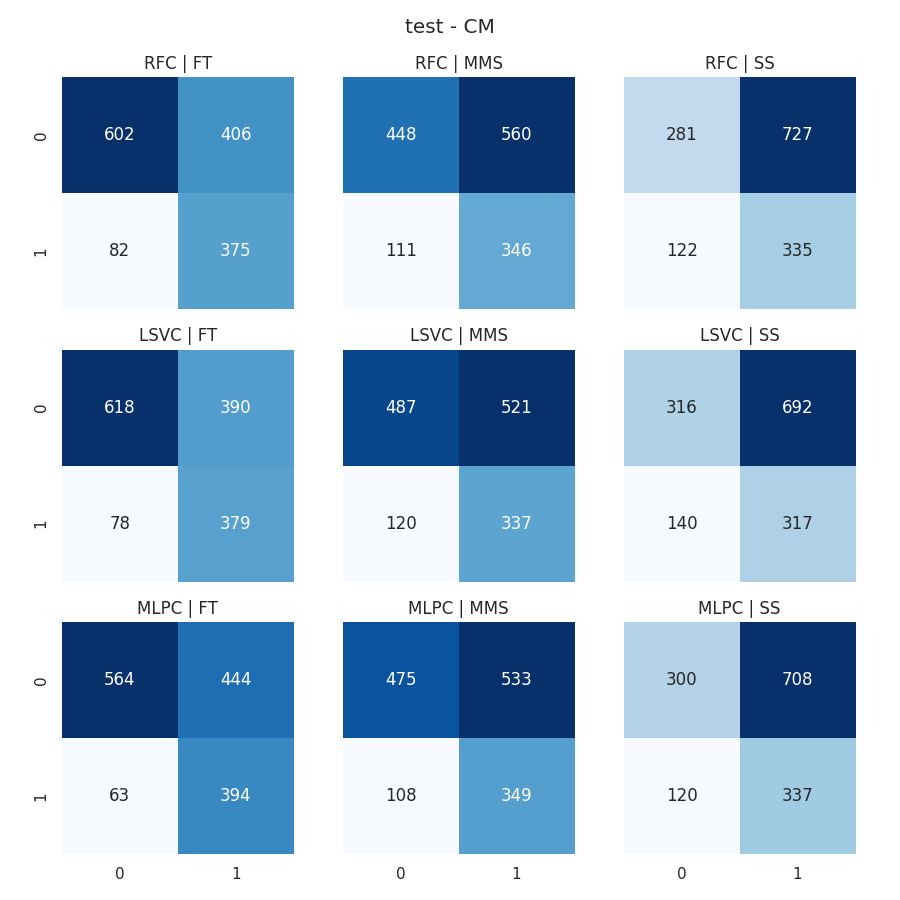 test - CM
RFC | FT
RFC | MMS
RFC | SS
0
602 406
448 560
281 727
1
82 375
111 346
122 335
LSVC | FT
LSVC | MMS
LSVC | SS
0
618 390
487 521
316 692
1
78 379
120 337
140 317
MLPC | FT
MLPC | MMS
MLPC | SS
0
564 444
475 533
300 708
1
63 394
108 349
120 337
0 1
0 1
0 1